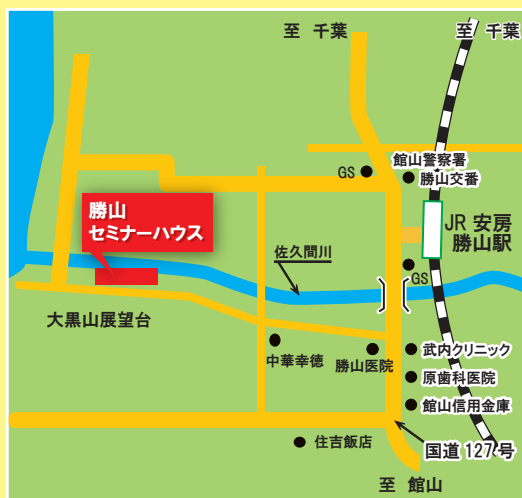 至 千葉
至 千葉
館山警察署
勝山交番
GS
勝山
セミナーハウス
JR 安房
勝山駅
佐久間川
GS
大黒山展望台
中華幸徳
勝山医院
武内クリニック
原歯科医院
館山信用金庫
住吉飯店
国道 127 号
至 館山